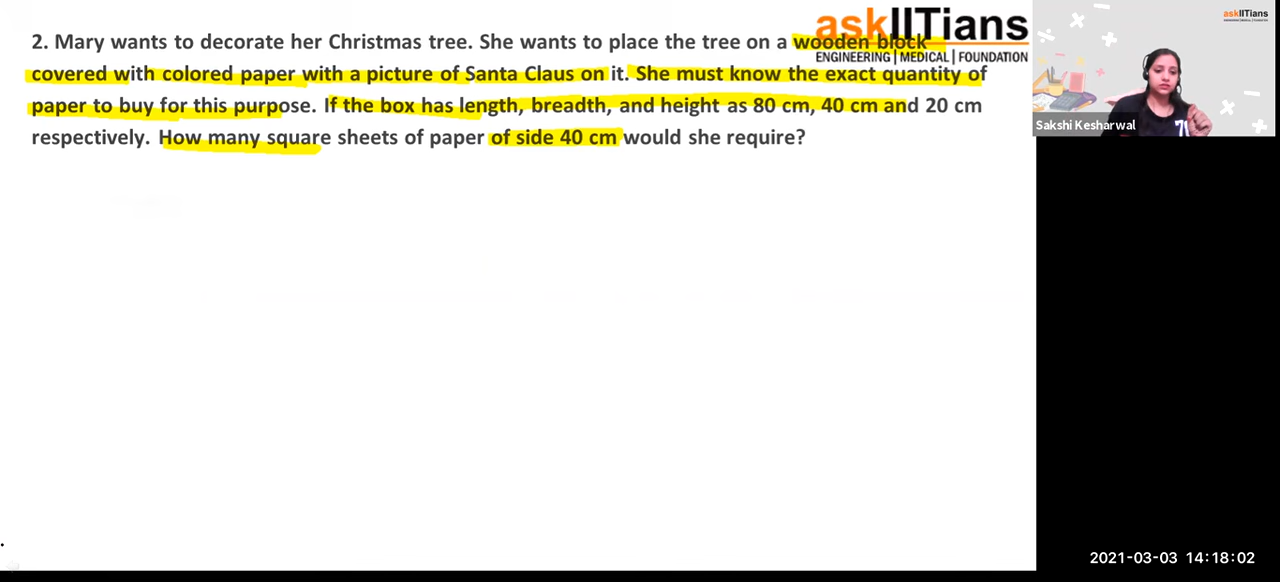 askIITians
ENGINEERING | MEDICAL | FOUNDATION
2. Mary wants to decorate her Christmas tree. She wants to place the tree on a wooden block
covered with colored paper with a picture of Santa Claus on it. She must know the exact quantity of
paper to buy for this purpose. If the box has length, breadth, and height as 80 cm, 40 cm and 20 cm
respectively. How many square sheets of paper of side 40 cm would she require?
askIITians
Sakshi Kesharwal
2021-03-03 14:18:02